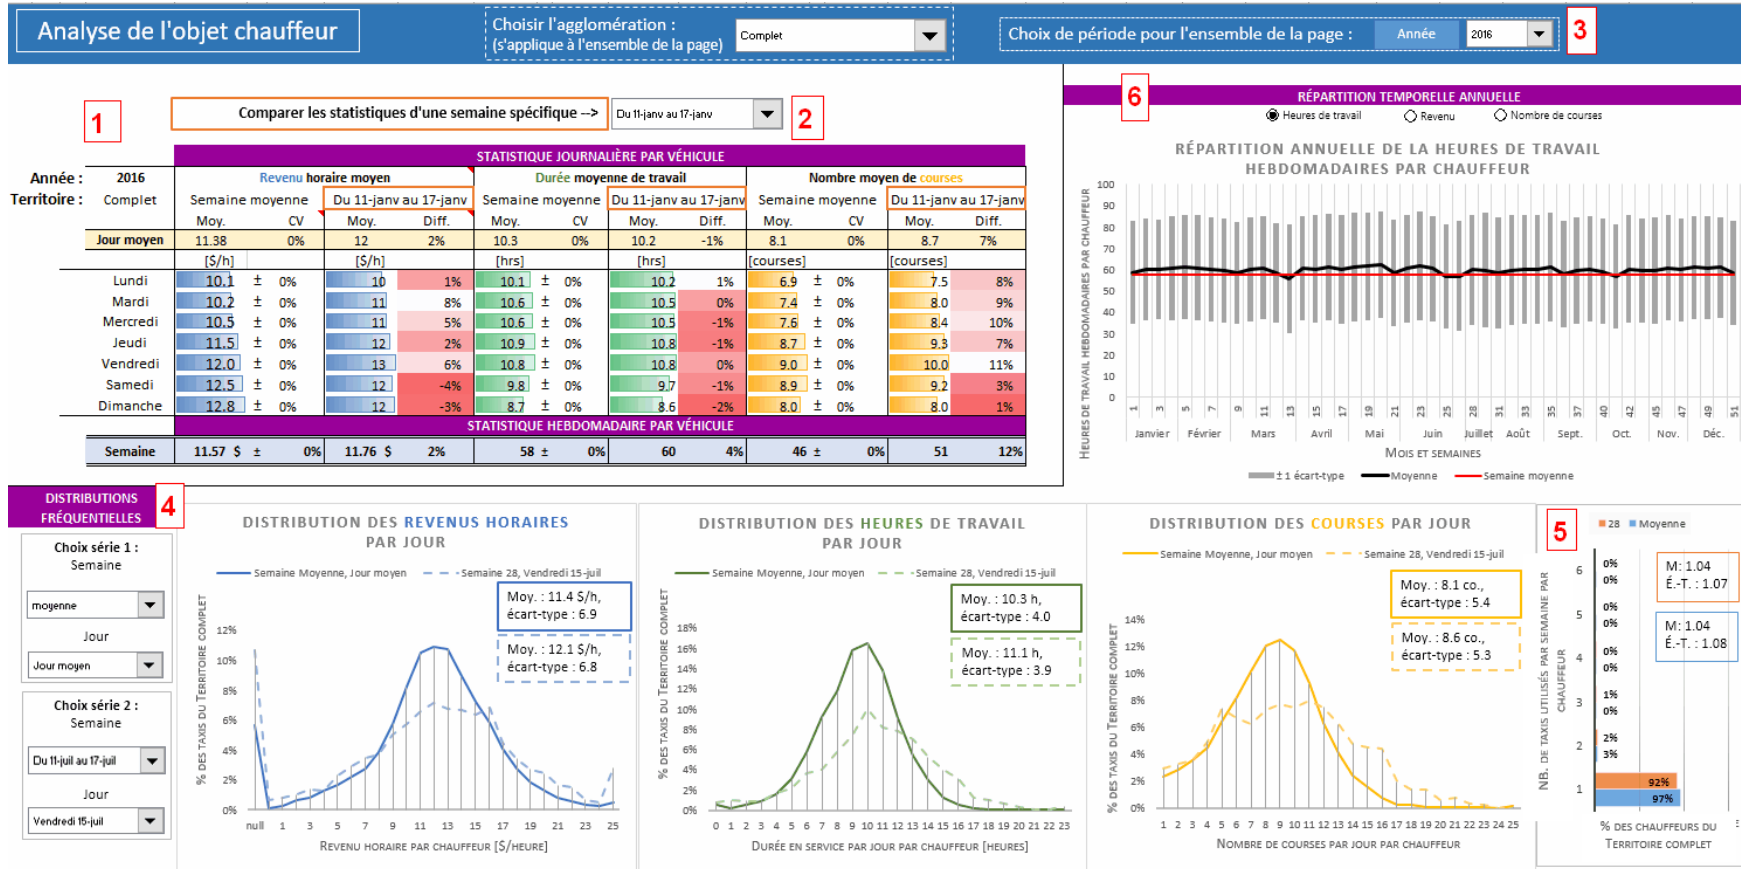 Analyse de l'objet chauffeur
Choisir l'agglomération :
(s'applique à l'ensemble de la page)
Complet
Choix de période pour l'ensemble de la page :
Année
2016
3
1
Comparer les statistiques d'une semaine spécifique -->
Du 11-janv au 17-janv
2
STATISTIQUE JOURNALIÈRE PAR VÉHICULE
Année : 2016 Revenu horaire moyen Durée moyenne de travail Nombre moyen de courses
Territoire : Complet Semaine moyenne Du 11-janv au 17-janv Semaine moyenne Du 11-janv au 17-janv Semaine moyenne Du 11-janv au 17-janv
Moy. CV Moy. Diff. Moy. CV Moy. Diff. Moy. CV Moy. Diff.
Jour moyen 11.38 0% 12 2% 10.3 0% 10.2 -1% 8.1 0% 8.7 7%
[$/h] [$/h] [hrs] [hrs] [courses] [courses]
Lundi 10.1 ± 0% 10 1% 10.1 ± 0% 10.2 1% 6.9 ± 0% 7.5 8%
Mardi 10.2 ± 0% 11 8% 10.6 ± 0% 10.5 0% 7.4 ± 0% 8.0 9%
Mercredi 10.5 ± 0% 11 5% 10.6 ± 0% 10.5 -1% 7.6 ± 0% 8.4 10%
Jeudi 11.5 ± 0% 12 2% 10.9 ± 0% 10.8 -1% 8.7 ± 0% 9.3 7%
Vendredi 12.0 ± 0% 13 6% 10.8 ± 0% 10.8 0% 9.0 ± 0% 10.0 11%
Samedi 12.5 ± 0% 12 -4% 9.8 ± 0% 9.7 -1% 8.9 ± 0% 9.2 3%
Dimanche 12.8 ± 0% 12 -3% 8.7 ± 0% 8.6 -2% 8.0 ± 0% 8.0 1%
STATISTIQUE HEBDOMADAIRE PAR VÉHICULE
Semaine 11.57 $ ± 0% 11.76 $ 2% 58 ± 0% 60 4% 46 ± 0% 51 12%
6
RÉPARTITION TEMPORELLE ANNUELLE
Heures de travail Revenu Nombre de courses
RÉPARTITION ANNUELLE DE LA HEURES DE TRAVAIL
HEBDOMADAIRES PAR CHAUFFEUR
HEURES DE TRAVAIL HEBDOMADAIRES PAR CHAUFFEUR
100
90
80
70
60
50
40
30
20
10
0
1 3 5 7 9 11 13 15 17 19 21 23 25 28 31 33 35 37 40 42 45 47 49 51
Janvier Février Mars Avril Mai Juin Juillet Août Sept. Oct. Nov. Déc.
MOIS ET SEMAINES
± 1 écart-type Moyenne Semaine moyenne
DISTRIBUTIONS
FRÉQUENTIELLES
4
Choix série 1 :
Semaine
moyenne
Jour
Jour moyen
Choix série 2 :
Semaine
Du 11-juil au 17-juil
Jour
Vendredi 15-juil
DISTRIBUTION DES REVENUS HORAIRES
PAR JOUR
Semaine Moyenne, Jour moyen Semaine 28, Vendredi 15-juil
Moy. : 11.4 $/h,
écart-type : 6.9
Moy. : 12.1 $/h,
écart-type : 6.8
% DES TAXIS DU TERRITOIRE COMPLET
12%
10%
8%
6%
4%
2%
0%
null 1 3 5 7 9 11 13 15 17 19 21 23 25
REVENU HORAIRE PAR CHAUFFEUR [$/HEURE]
DISTRIBUTION DES HEURES DE TRAVAIL
PAR JOUR
Semaine Moyenne, Jour moyen Semaine 28, Vendredi 15-juil
Moy. : 10.3 h,
écart-type : 4.0
Moy. : 11.1 h,
écart-type : 3.9
% DES TAXIS DU TERRITOIRE COMPLET
18%
16%
14%
12%
10%
8%
6%
4%
2%
0%
0 1 2 3 4 5 6 7 8 9 10 11 12 13 14 15 16 17 18 19 20 21 22 23
DURÉE EN SERVICE PAR JOUR PAR CHAUFFEUR [HEURES]
DISTRIBUTION DES COURSES PAR JOUR
Semaine Moyenne, Jour moyen Semaine 28, Vendredi 15-juil
Moy. : 8.1 co.,
écart-type : 5.4
Moy. : 8.6 co.,
écart-type : 5.3
% DES TAXIS DU TERRITOIRE COMPLET
14%
12%
10%
8%
6%
4%
2%
0%
1 2 3 4 5 6 7 8 9 10 11 12 13 14 15 16 17 18 19 20 21 22 23 24 25
NOMBRE DE COURSES PAR JOUR PAR CHAUFFEUR
5
28 Moyenne
M: 1.04
É.-T. : 1.07
M: 1.04
É.-T. : 1.08
NB. DE TAXIS UTILISÉS PAR SEMAINE PAR
CHAUFFEUR
6 0%
0%
5 0%
0%
4 0%
0%
3 1%
0%
2 2%
3%
1 92%
97%
% DES CHAUFFEURS DU
TERRITOIRE COMPLET